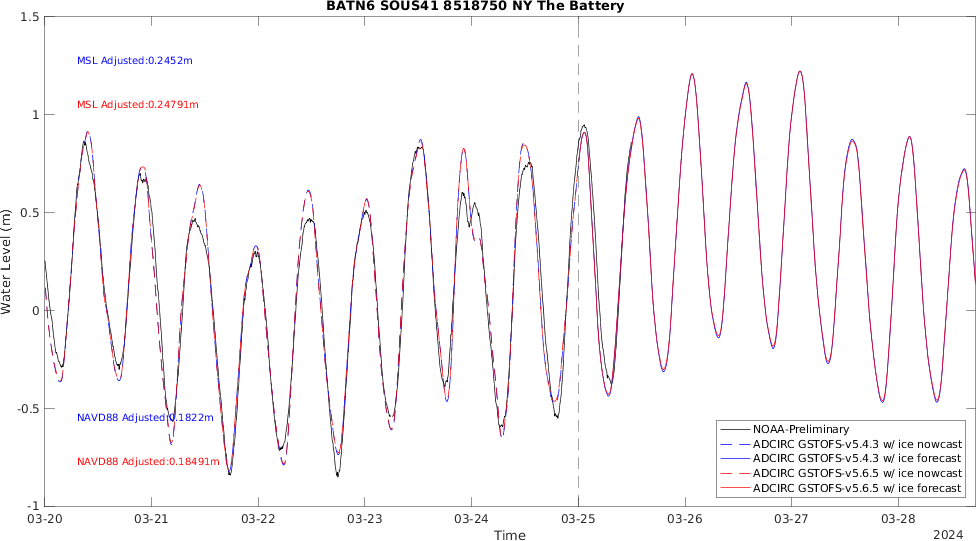 BATN6 SOUS41 8518750 NY The Battery
1.5
MSL Adjusted:0.2452m
MSL Adjusted:0.24791m
1
0.5
Water Level (m)
0
-0.5
NAVD88 Adjusted:0.1822m
NAVD88 Adjusted:0.18491m
NOAA-Preliminary
ADCIRC GSTOFS-v5.4.3 w/ ice nowcast
ADCIRC GSTOFS-v5.4.3 w/ ice forecast
ADCIRC GSTOFS-v5.6.5 w/ ice nowcast
ADCIRC GSTOFS-v5.6.5 w/ ice forecast
-1
03-20 03-21 03-22 03-23 03-24 03-25 03-26 03-27 03-28
Time
2024